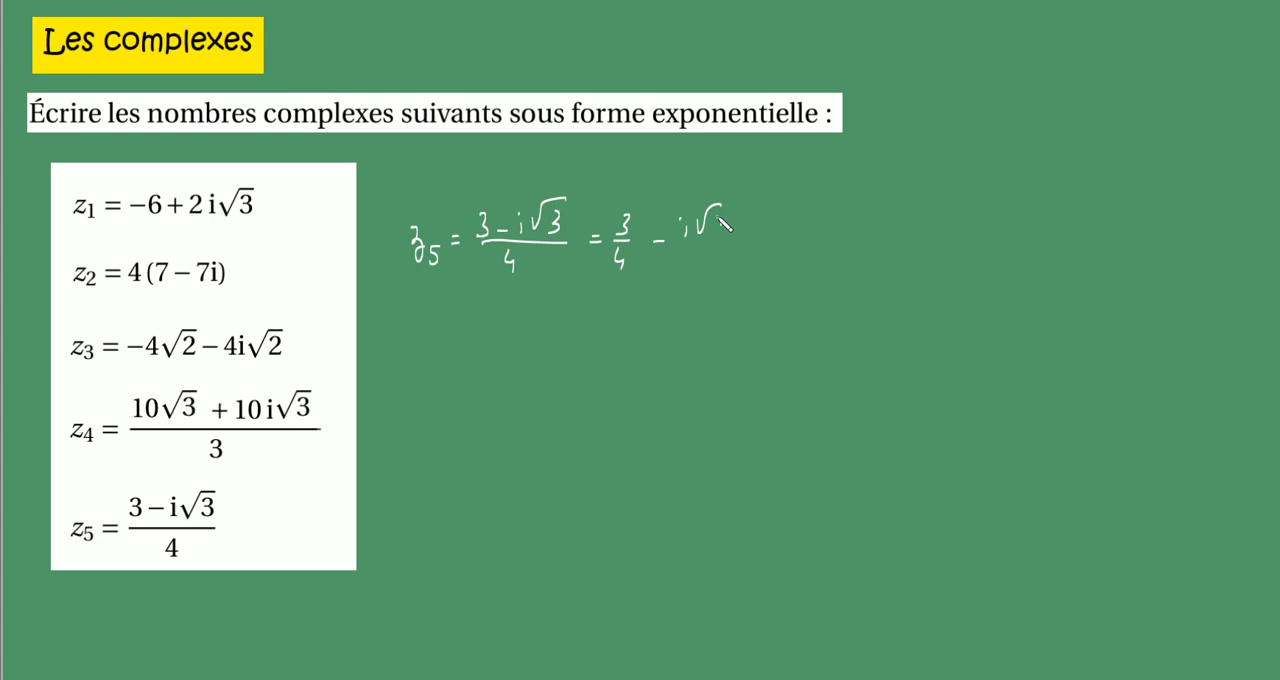 Les complexes
Écrire les nombres complexes suivants sous forme exponentielle :
z₁ = −6 + 2 i√3
z₂ = 4 (7 − 7i)
z₃ = −4√2 − 4i√2
z₄ = (10√3 + 10 i√3) / 3
z₅ = (3 − i√3) / 4
z₅ = (3 − i√3) / 4 = 3/4 − i√